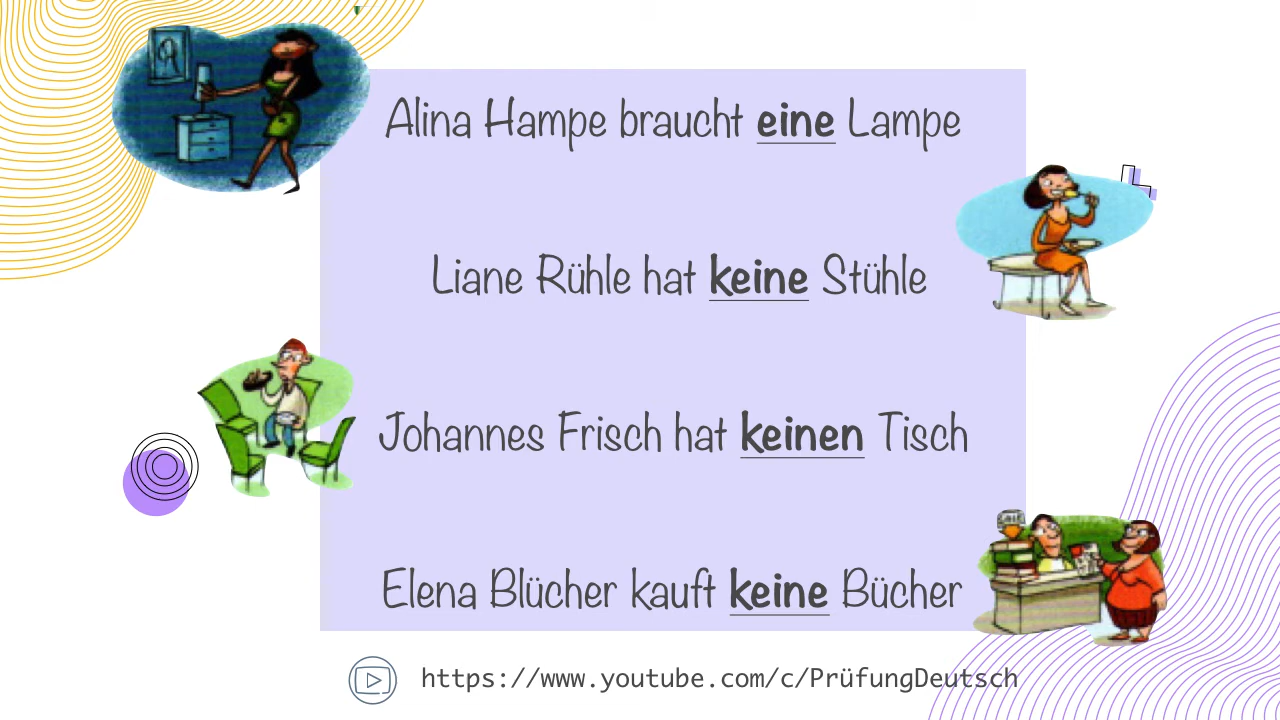 Alina Hampe braucht eine Lampe
Liane Rühle hat keine Stühle
Johannes Frisch hat keinen Tisch
Elena Blücher kauft keine Bücher
https://www.youtube.com/c/PrüfungDeutsch